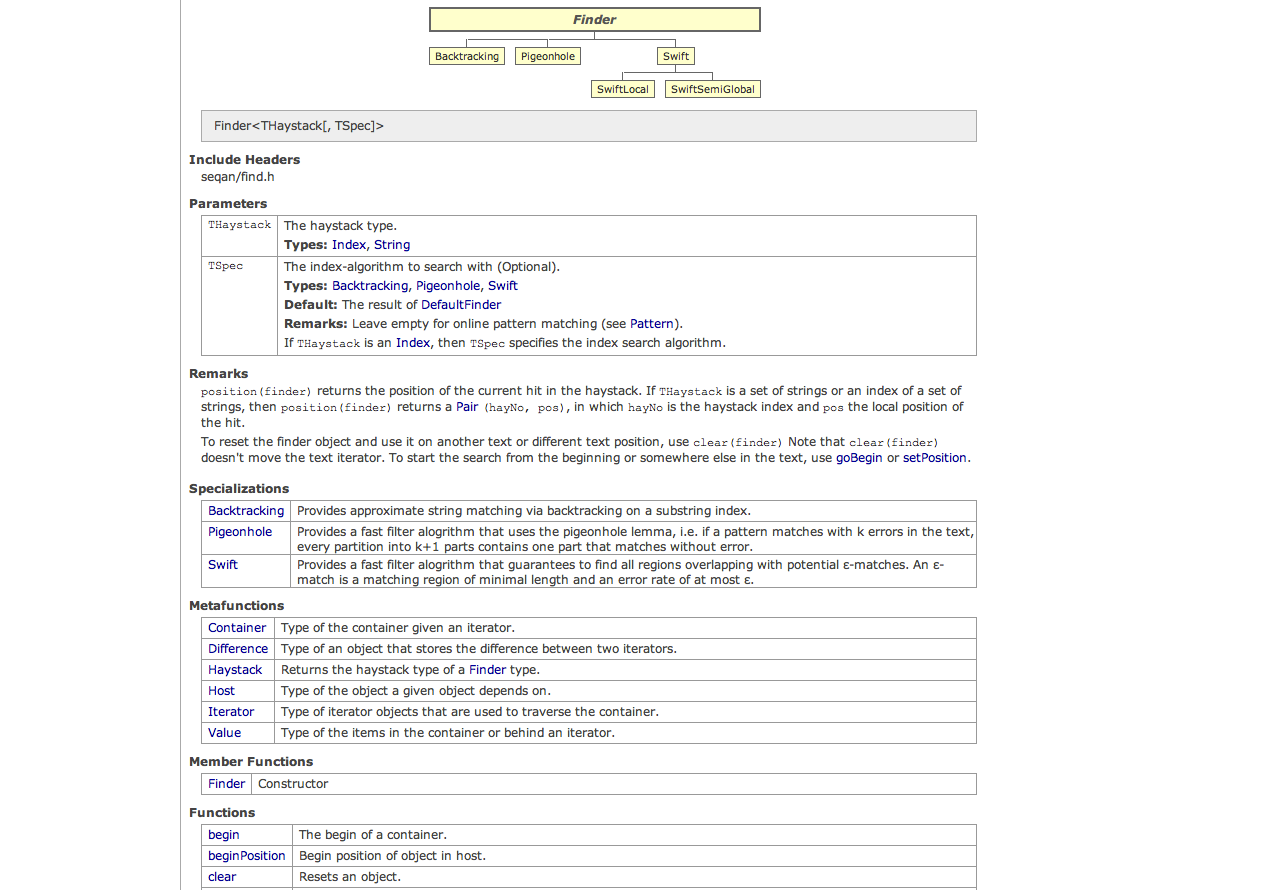 Finder
Backtracking Pigeonhole Swift
SwiftLocal SwiftSemiGlobal
Finder<THaystack[, TSpec]>
Include Headers
seqan/find.h
Parameters
THaystack The haystack type.
Types: Index, String
TSpec The index-algorithm to search with (Optional).
Types: Backtracking, Pigeonhole, Swift
Default: The result of DefaultFinder
Remarks: Leave empty for online pattern matching (see Pattern).
If THaystack is an Index, then TSpec specifies the index search algorithm.
Remarks
position(finder) returns the position of the current hit in the haystack. If THaystack is a set of strings or an index of a set of
strings, then position(finder) returns a Pair (hayNo, pos), in which hayNo is the haystack index and pos the local position of
the hit.
To reset the finder object and use it on another text or different text position, use clear(finder) Note that clear(finder)
doesn't move the text iterator. To start the search from the beginning or somewhere else in the text, use goBegin or setPosition.
Specializations
Backtracking Provides approximate string matching via backtracking on a substring index.
Pigeonhole Provides a fast filter alogrithm that uses the pigeonhole lemma, i.e. if a pattern matches with k errors in the text,
every partition into k+1 parts contains one part that matches without error.
Swift Provides a fast filter alogrithm that guarantees to find all regions overlapping with potential ε-matches. An ε-
match is a matching region of minimal length and an error rate of at most ε.
Metafunctions
Container Type of the container given an iterator.
Difference Type of an object that stores the difference between two iterators.
Haystack Returns the haystack type of a Finder type.
Host Type of the object a given object depends on.
Iterator Type of iterator objects that are used to traverse the container.
Value Type of the items in the container or behind an iterator.
Member Functions
Finder Constructor
Functions
begin The begin of a container.
beginPosition Begin position of object in host.
clear Resets an object.